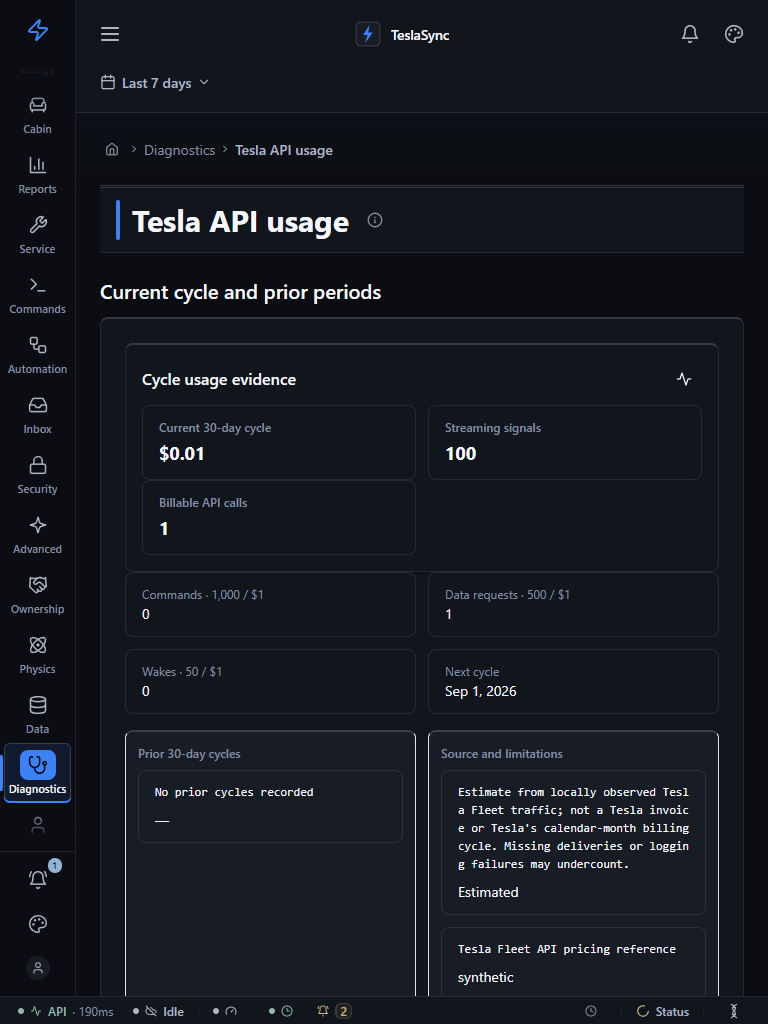 TeslaSync
Last 7 days
Energy
Cabin
Reports
Service
Commands
Automation
Inbox
Security
Advanced
Ownership
Physics
Data
Diagnostics
1
Diagnostics
Tesla API usage
Tesla API usage
Current cycle and prior periods
Cycle usage evidence
Current 30-day cycle
$0.01
Streaming signals
100
Billable API calls
1
Commands · 1,000 / $1
0
Data requests · 500 / $1
1
Wakes · 50 / $1
0
Next cycle
Sep 1, 2026
Prior 30-day cycles
No prior cycles recorded
—
Source and limitations
Estimate from locally observed Tesl
a Fleet traffic; not a Tesla invoic
e or Tesla's calendar-month billing
cycle. Missing deliveries or loggin
g failures may undercount.
Estimated
Tesla Fleet API pricing reference
synthetic
API · 190ms
Idle
2
Status